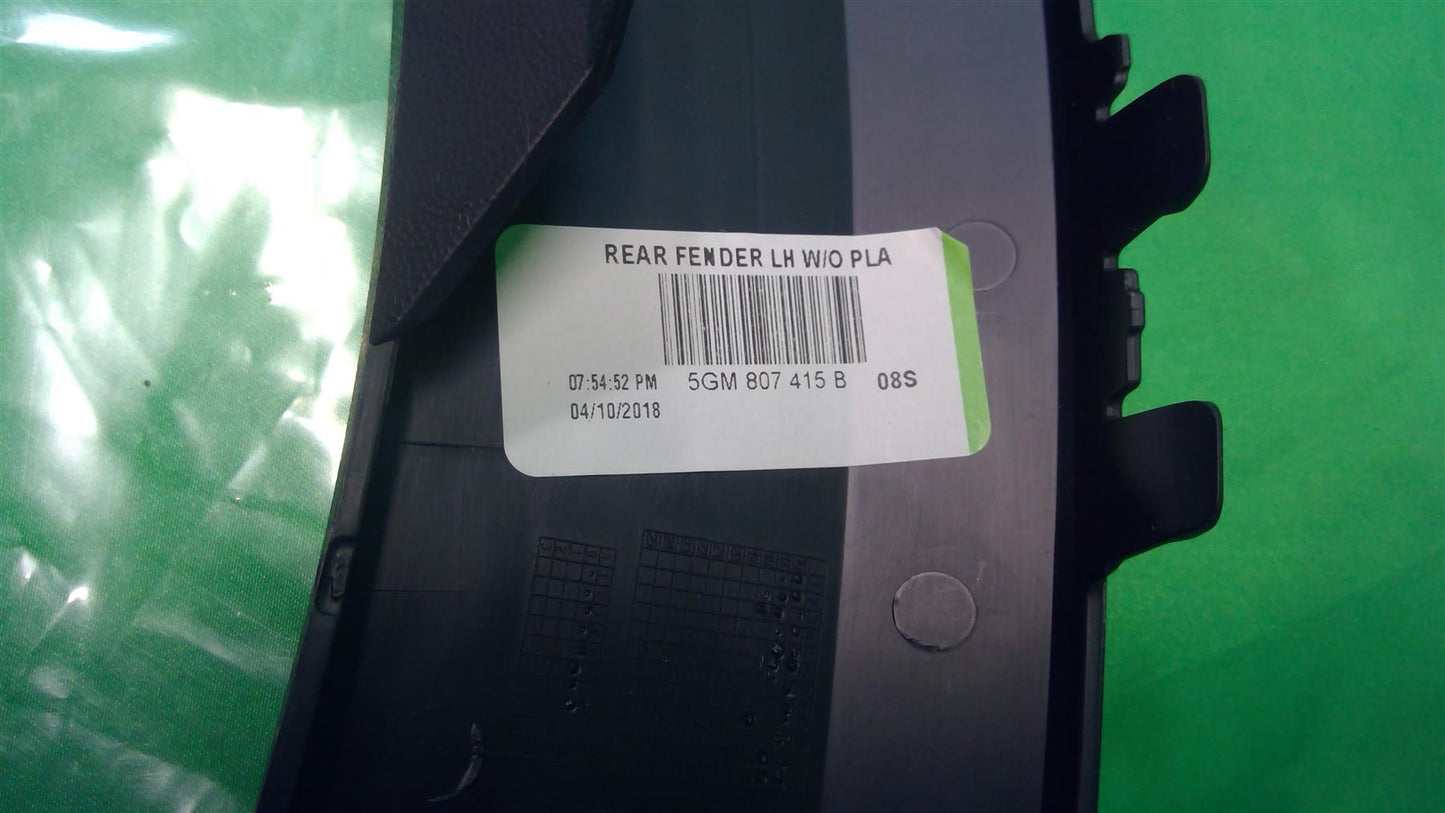 REAR FENDER LH W/O PLA
07:54:52 PM 5GM 807 415 B 08S
04/10/2018